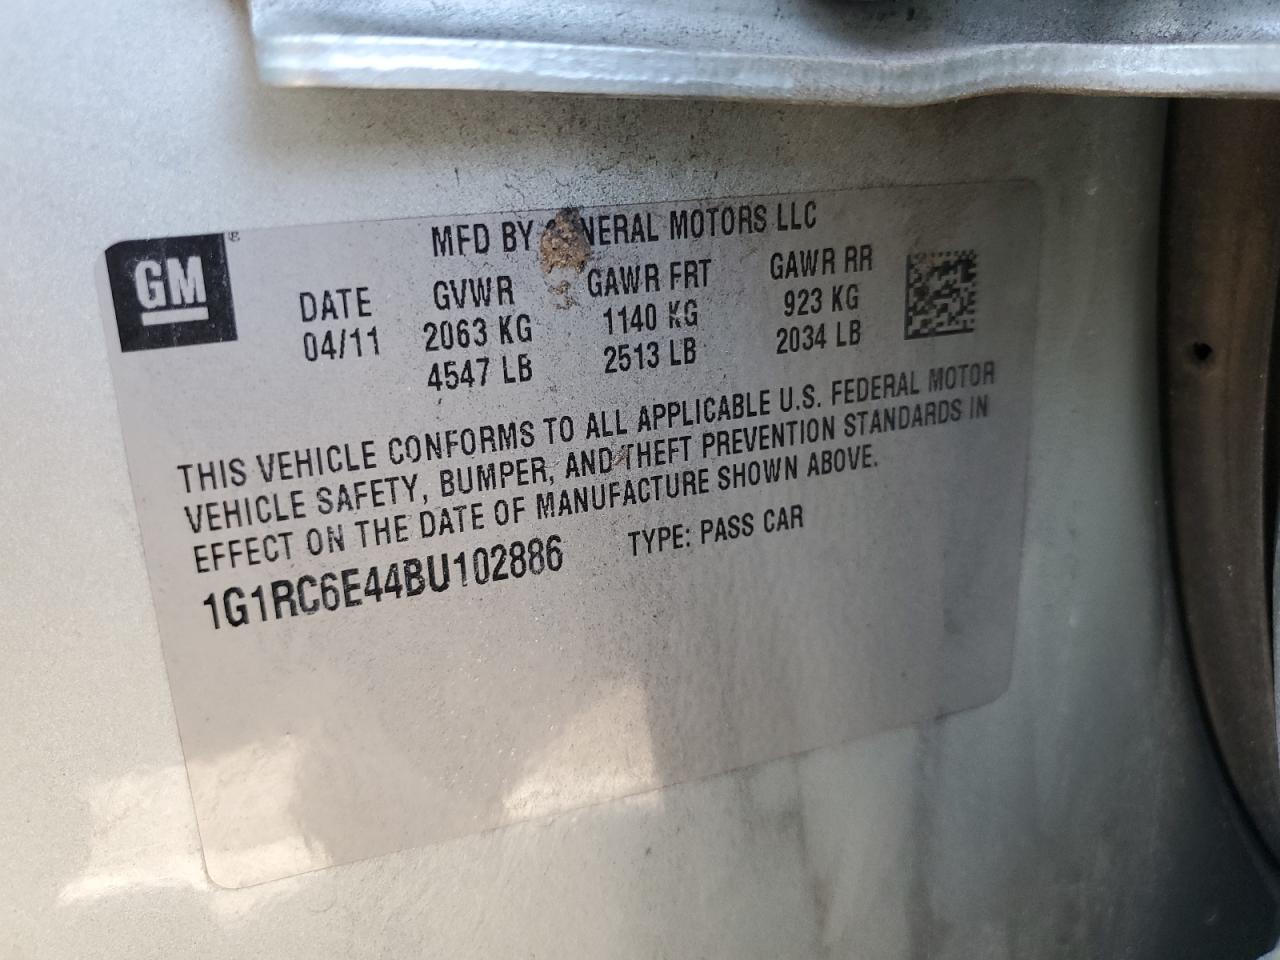 GM
MFD BY GENERAL MOTORS LLC
DATE GVWR GAWR FRT GAWR RR
04/11 2063 KG 1140 KG 923 KG
4547 LB 2513 LB 2034 LB
THIS VEHICLE CONFORMS TO ALL APPLICABLE U.S. FEDERAL MOTOR
VEHICLE SAFETY, BUMPER, AND THEFT PREVENTION STANDARDS IN
EFFECT ON THE DATE OF MANUFACTURE SHOWN ABOVE.
1G1RC6E44BU102886 TYPE: PASS CAR